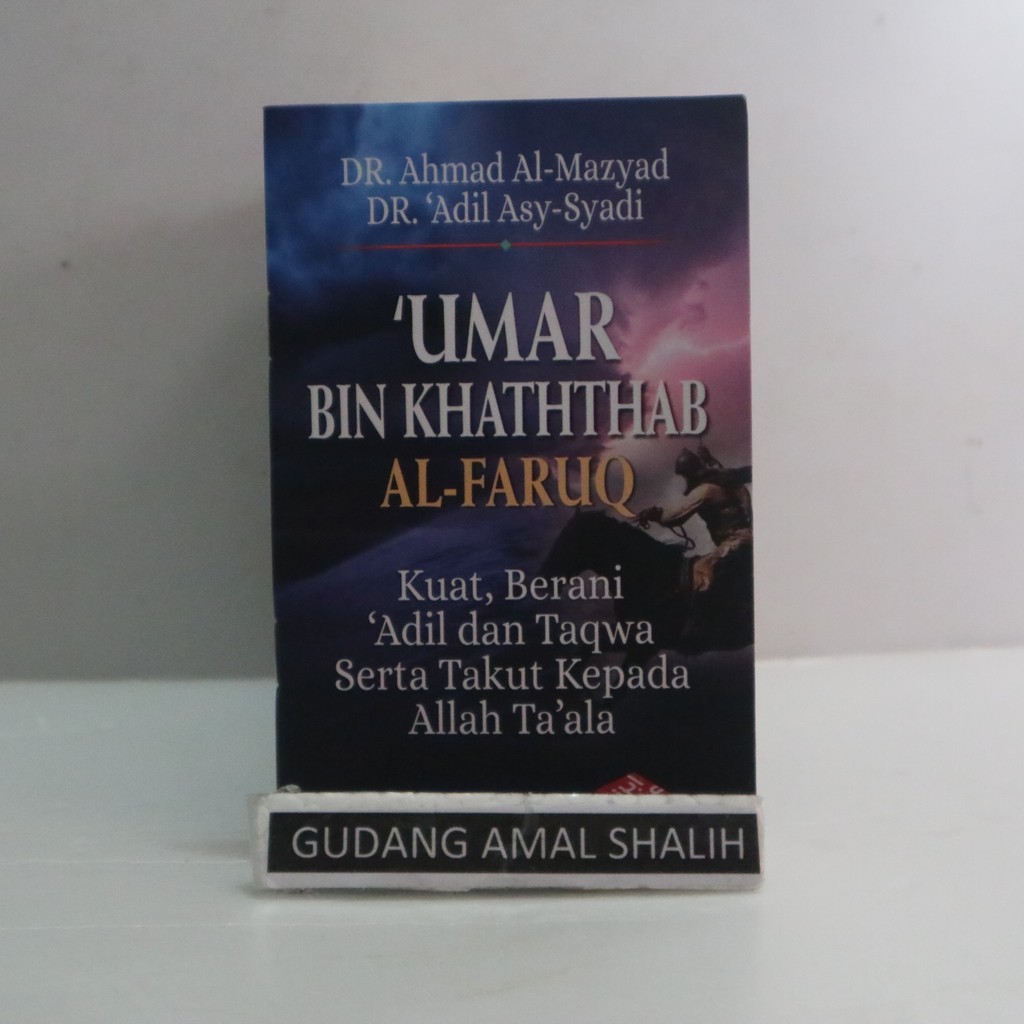 DR. Ahmad Al-Mazyad
DR. ‘Adil Asy-Syadi
‘UMAR
BIN KHATHTHAB
AL-FARUQ
Kuat, Berani
‘Adil dan Taqwa
Serta Takut Kepada
Allah Ta’ala
GUDANG AMAL SHALIH